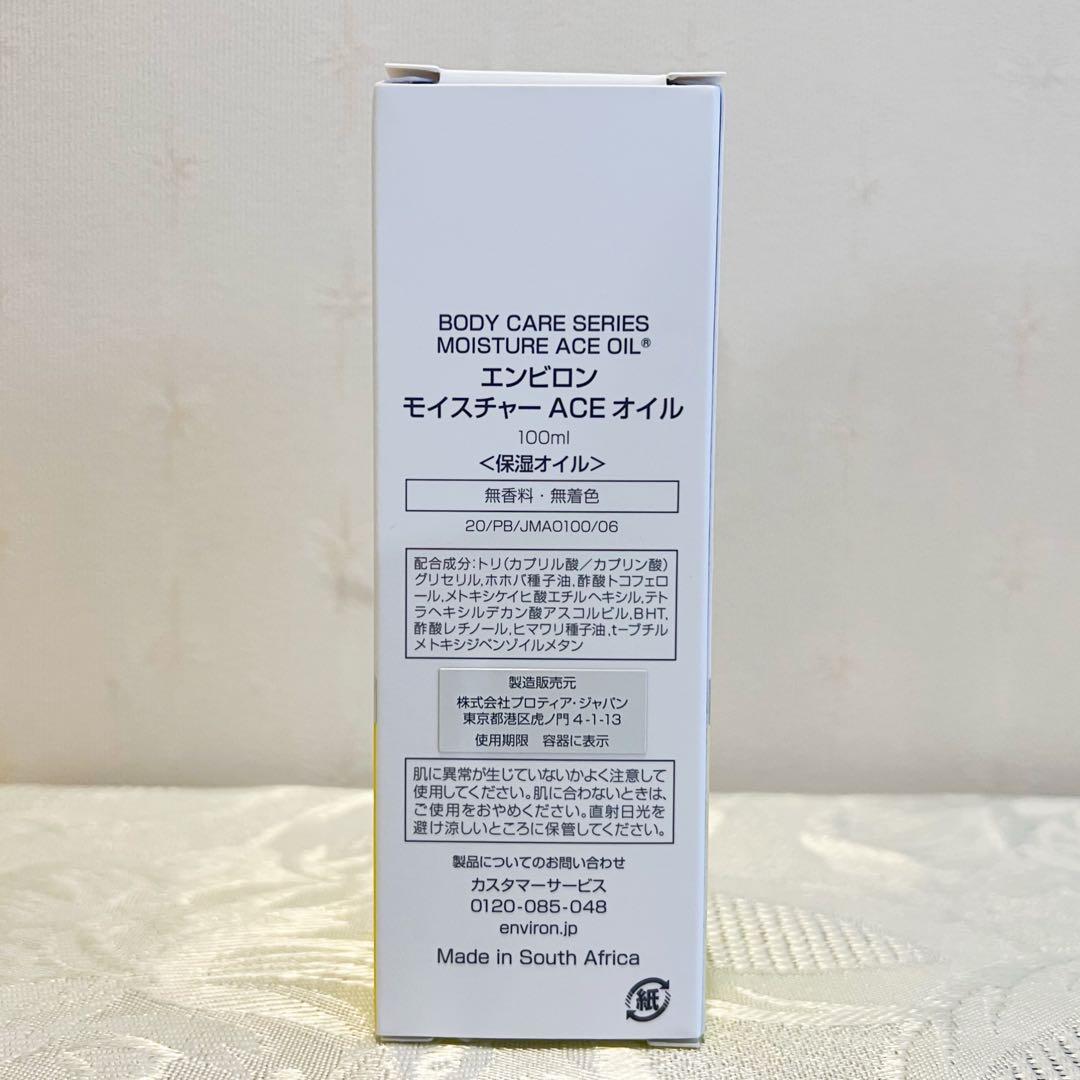 BODY CARE SERIES
MOISTURE ACE OIL®
エンビロン
モイスチャー ACE オイル
100ml
<保湿オイル>
無香料・無着色
20/PB/JMA0100/06
配合成分:トリ(カプリル酸/カプリン酸)
グリセリル,ホホバ種子油,酢酸トコフェロ
ール,メトキシケイヒ酸エチルヘキシル,テト
ラヘキシルデカン酸アスコルビル,BHT,
酢酸レチノール,ヒマワリ種子油,t-ブチル
メトキシジベンゾイルメタン
製造販売元
株式会社プロティア・ジャパン
東京都港区虎ノ門 4-1-13
使用期限 容器に表示
肌に異常が生じていないかよく注意して
使用してください。肌に合わないときは、
ご使用をおやめください。直射日光を
避け涼しいところに保管してください。
製品についてのお問い合わせ
カスタマーサービス
0120-085-048
environ.jp
Made in South Africa
紙